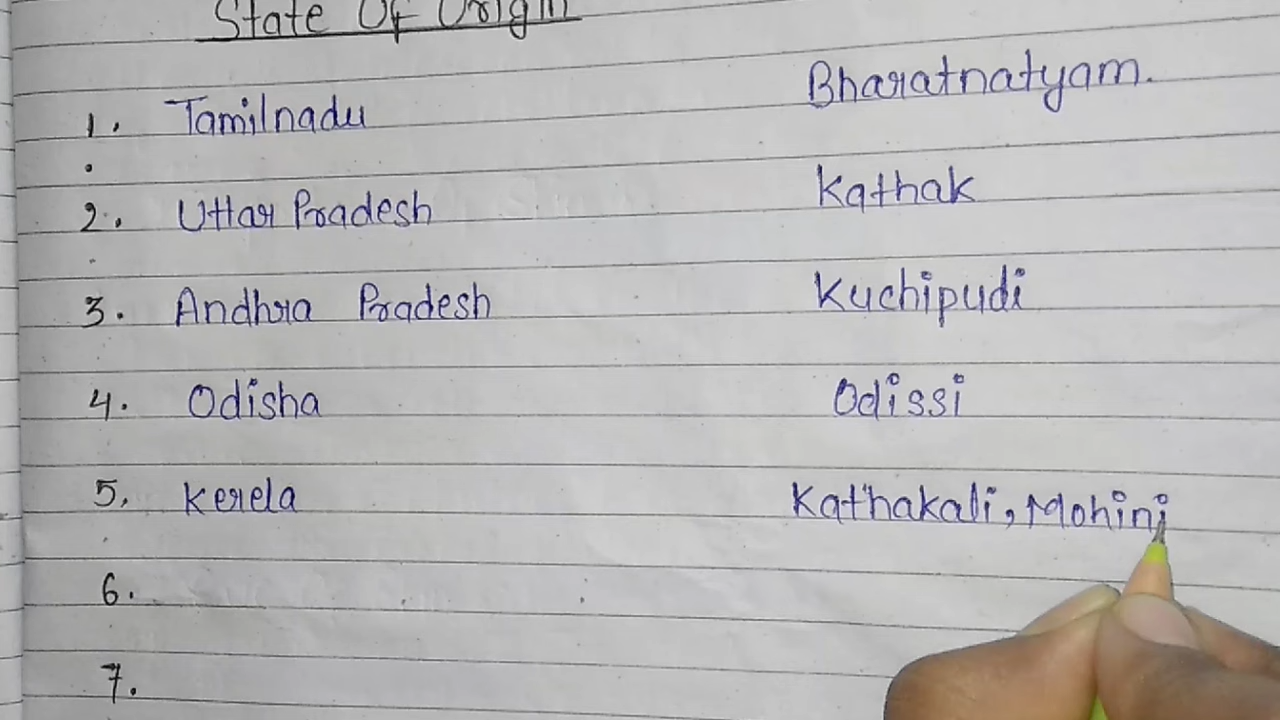 State Of Origin
1. Tamilnadu Bharatnatyam.
2. Uttar Pradesh Kathak
3. Andhra Pradesh Kuchipudi
4. Odisha Odissi
5. Kerela Kathakali, Mohini
6.
7.